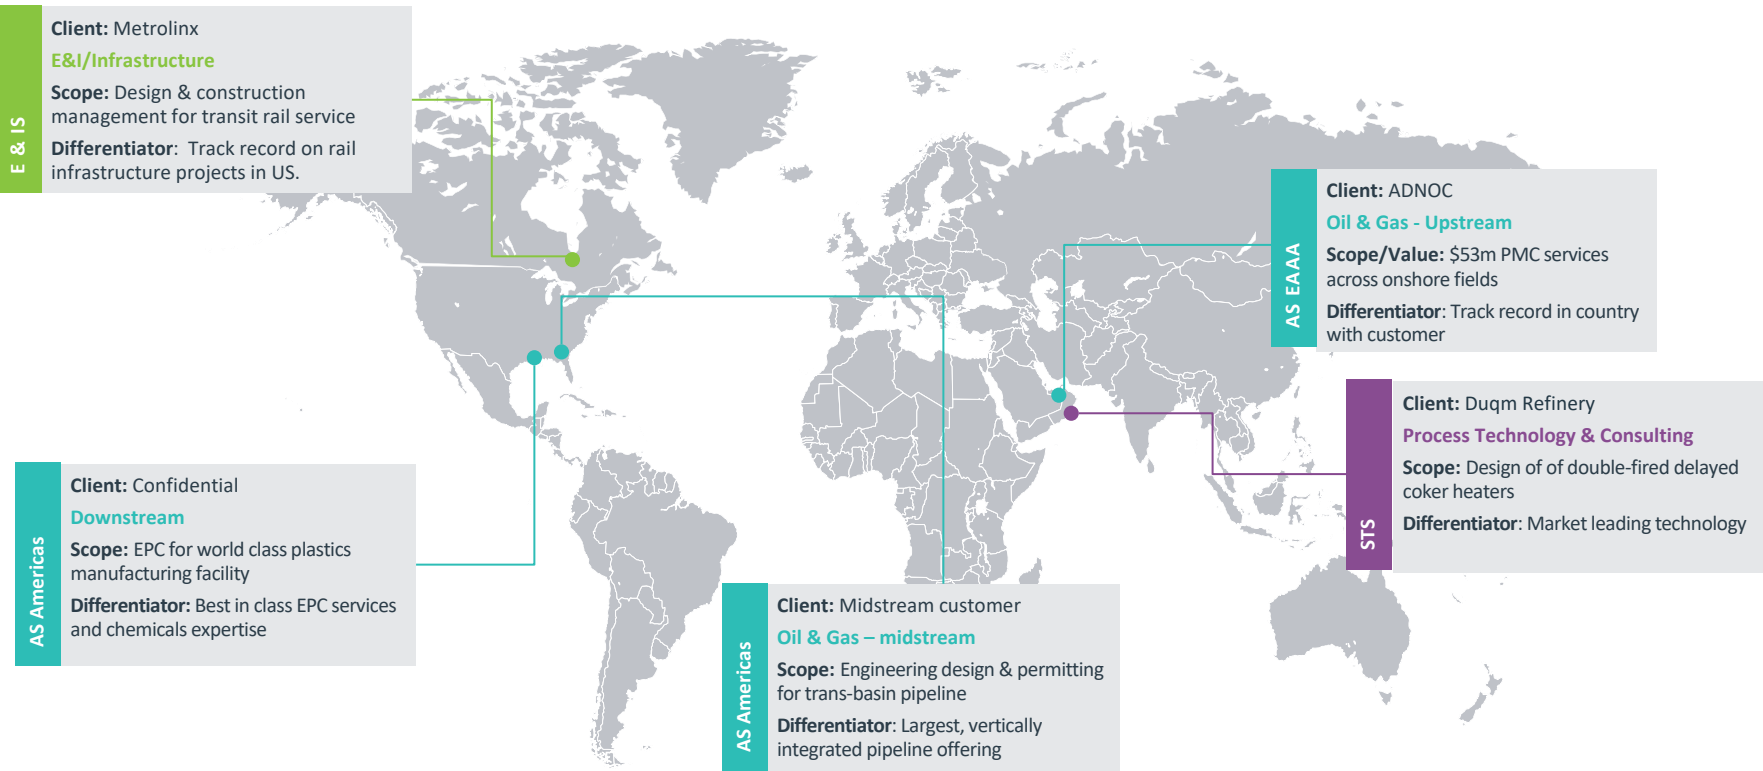 E & IS
Client: Metrolinx
E&I/Infrastructure
Scope: Design & construction
management for transit rail service
Differentiator: Track record on rail
infrastructure projects in US.
AS EAAA
Client: ADNOC
Oil & Gas - Upstream
Scope/Value: $53m PMC services
across onshore fields
Differentiator: Track record in country
with customer
STS
Client: Duqm Refinery
Process Technology & Consulting
Scope: Design of of double-fired delayed
coker heaters
Differentiator: Market leading technology
AS Americas
Client: Confidential
Downstream
Scope: EPC for world class plastics
manufacturing facility
Differentiator: Best in class EPC services
and chemicals expertise
AS Americas
Client: Midstream customer
Oil & Gas – midstream
Scope: Engineering design & permitting
for trans-basin pipeline
Differentiator: Largest, vertically
integrated pipeline offering